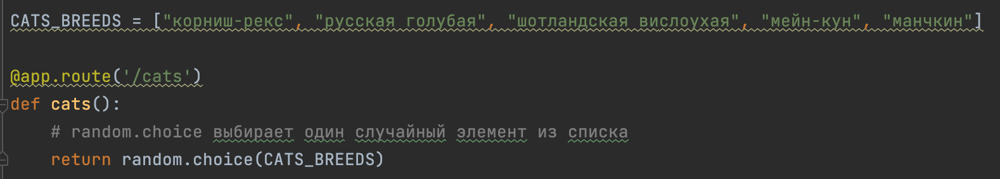 CATS_BREEDS = ["корниш-рекс", "русская голубая", "шотландская вислоухая", "мейн-кун", "манчкин"]
@app.route('/cats')
def cats():
    # random.choice выбирает один случайный элемент из списка
    return random.choice(CATS_BREEDS)